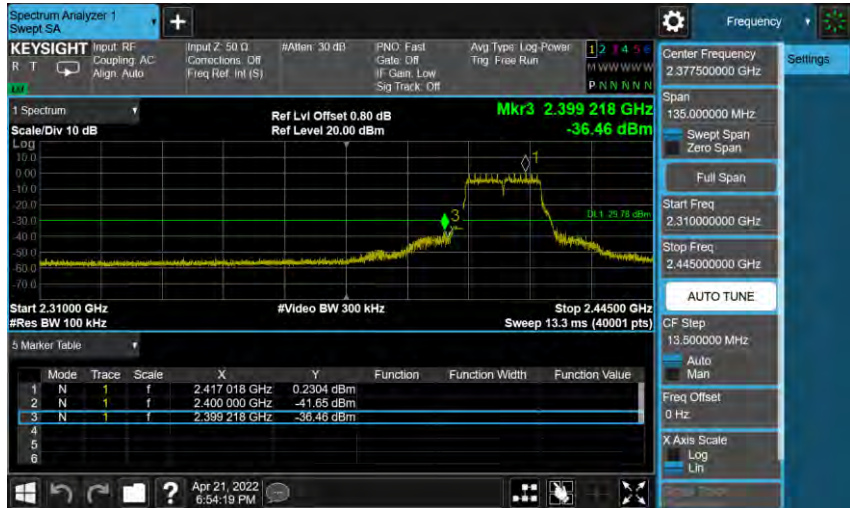 Spectrum Analyzer 1
Swept SA
Frequency
KEYSIGHT
R T
Input: RF
Coupling: AC
Align: Auto
Input Z: 50 Ω
Corrections: Off
Freq Ref: Int (S)
#Atten: 30 dB
PNO: Fast
Gate: Off
IF Gain: Low
Sig Track: Off
Avg Type: Log-Power
Trig: Free Run
1 2 3 4 5 6
M W W W W W
P N N N N N
1 Spectrum
Scale/Div 10 dB
Ref Lvl Offset 0.80 dB
Ref Level 20.00 dBm
Mkr3 2.399 218 GHz
-36.46 dBm
Log
10.0
0.00
-10.0
-20.0
-30.0
-40.0
-50.0
-60.0
-70.0
1
3
DL1 -29.78 dBm
Start 2.31000 GHz
#Video BW 300 kHz
Stop 2.44500 GHz
#Res BW 100 kHz
Sweep 13.3 ms (40001 pts)
5 Marker Table
Mode Trace Scale X Y Function Function Width Function Value
1 N 1 f 2.417 018 GHz 0.2304 dBm
2 N 1 f 2.400 000 GHz -41.65 dBm
3 N 1 f 2.399 218 GHz -36.46 dBm
4
5
6
Apr 21, 2022
6:54:19 PM
Center Frequency
2.377500000 GHz
Settings
Span
135.000000 MHz
Swept Span
Zero Span
Full Span
Start Freq
2.310000000 GHz
Stop Freq
2.445000000 GHz
AUTO TUNE
CF Step
13.500000 MHz
Auto
Man
Freq Offset
0 Hz
X Axis Scale
Log
Lin